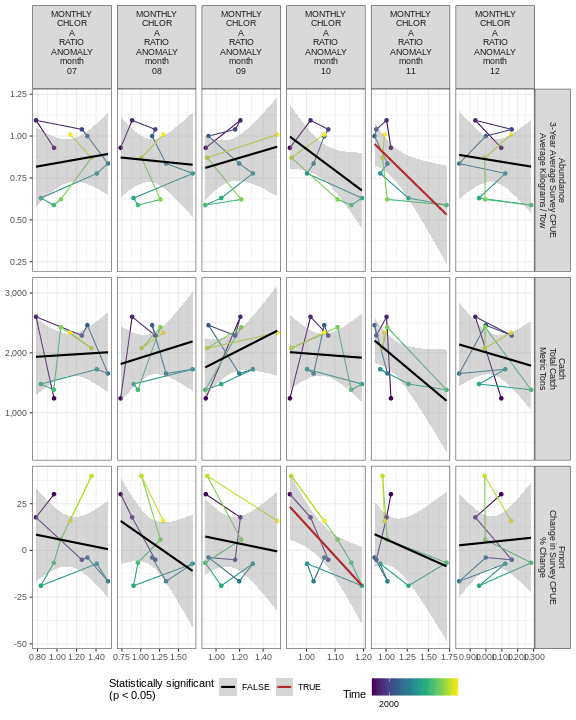 MONTHLY MONTHLY MONTHLY MONTHLY MONTHLY MONTHLY
CHLOR CHLOR CHLOR CHLOR CHLOR CHLOR
A A A A A A
RATIO RATIO RATIO RATIO RATIO RATIO
ANOMALY ANOMALY ANOMALY ANOMALY ANOMALY ANOMALY
month month month month month month
07 08 09 10 11 12
1.25
1.00
0.75
0.50
0.25
Abundance
3-Year Average Survey CPUE
Average Kilograms / Tow
3,000
2,000
1,000
Catch
Total Catch
Metric Tons
25
0
-25
-50
Fmort
Change in Survey CPUE
% Change
0.80 1.00 1.20 1.40 0.75 1.00 1.25 1.50 1.00 1.20 1.40 1.00 1.10 1.20 1.00 1.25 1.50 1.75 0.90 1.00 1.10 1.20 1.30
Statistically significant
(p < 0.05)
FALSE TRUE
Time
2000